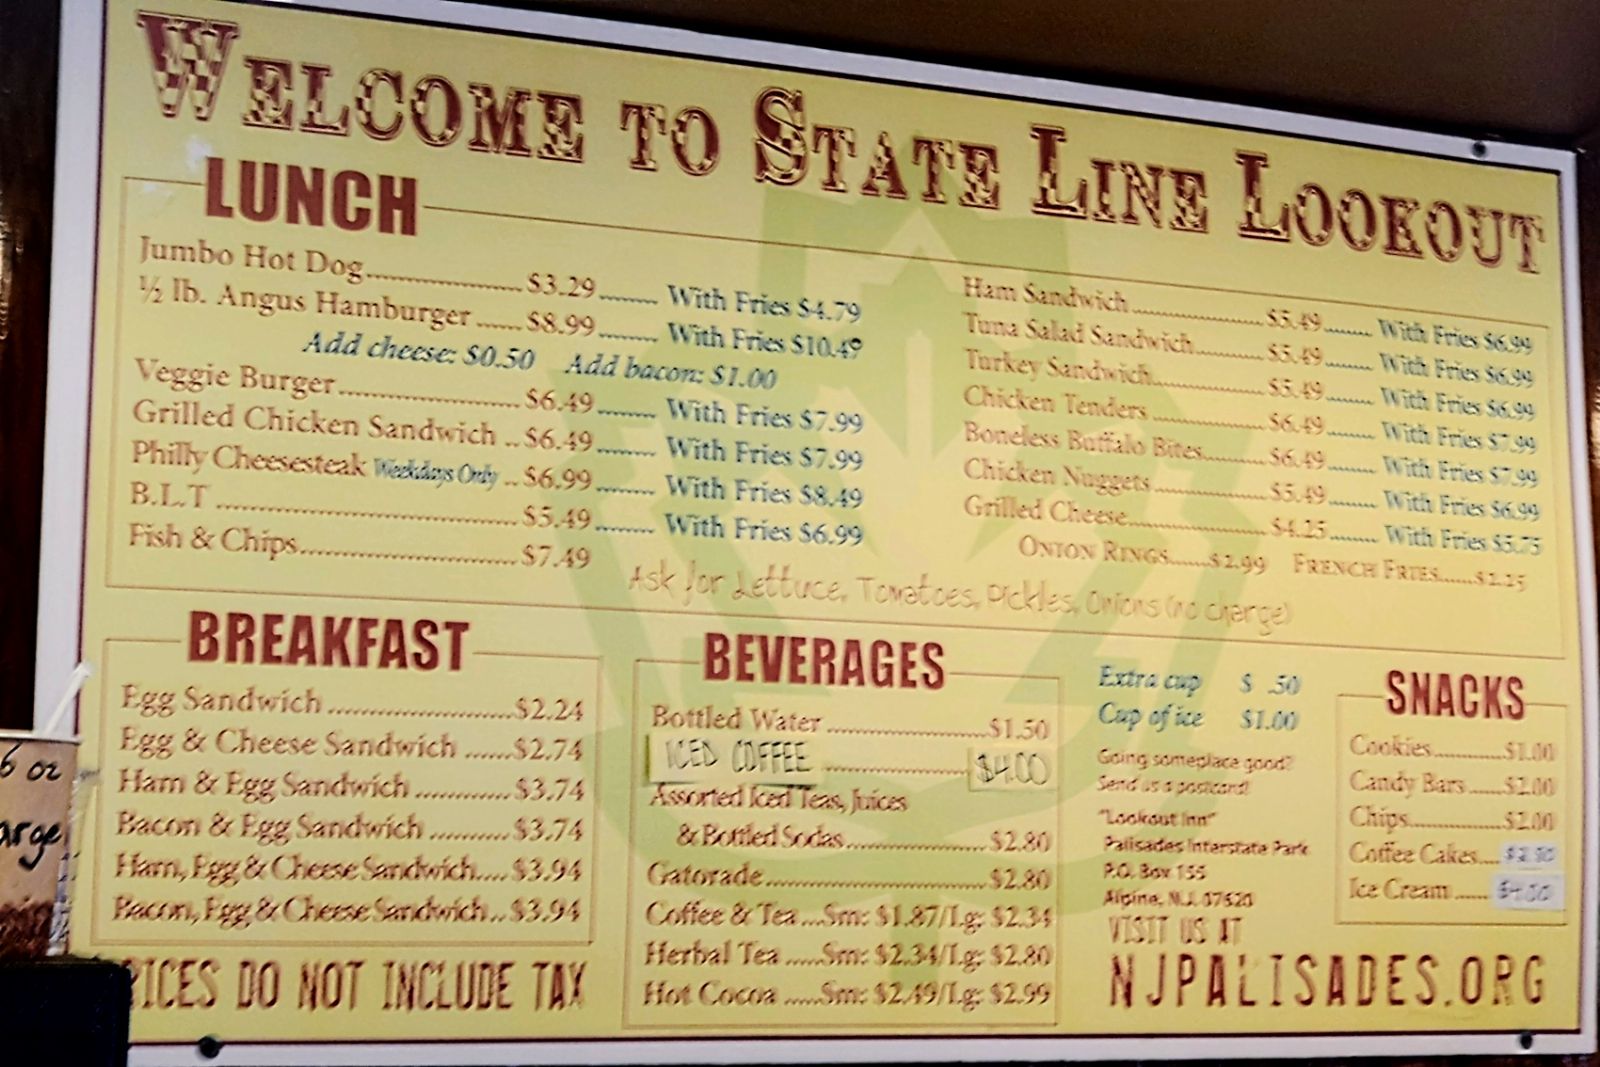 WELCOME TO STATE LINE LOOKOUT
LUNCH
Jumbo Hot Dog.....................$3.29........ With Fries $4.79
½ lb. Angus Hamburger ......$8.99........ With Fries $10.49
Add cheese: $0.50 Add bacon: $1.00
Veggie Burger.........................$6.49........ With Fries $7.99
Grilled Chicken Sandwich ..$6.49........ With Fries $7.99
Philly Cheesesteak Weekdays Only ..$6.99........ With Fries $8.49
B.L.T ..........................................$5.49........ With Fries $6.99
Fish & Chips..............................$7.49
Ham Sandwich....................$5.49........ With Fries $6.99
Tuna Salad Sandwich..........$5.49........ With Fries $6.99
Turkey Sandwich................$5.49........ With Fries $6.99
Chicken Tenders ................$6.49........ With Fries $7.99
Boneless Buffalo Bites.........$6.49........ With Fries $7.99
Chicken Nuggets................$5.49........ With Fries $6.99
Grilled Cheese....................$4.25........ With Fries $5.75
ONION RINGS.......$2.99 FRENCH FRIES.......$2.25
Ask for Lettuce, Tomatoes, Pickles, Onions (no charge)
BREAKFAST
Egg Sandwich .........................$2.24
Egg & Cheese Sandwich ......$2.74
Ham & Egg Sandwich ............$3.74
Bacon & Egg Sandwich ..........$3.74
Ham, Egg & Cheese Sandwich....$3.94
Bacon, Egg & Cheese Sandwich..$3.94
RICES DO NOT INCLUDE TAX
BEVERAGES
Bottled Water ......................$1.50
ICED COFFEE ....................$4.00
Assorted Iced Teas, Juices
& Bottled Sodas....................$2.80
Gatorade...............................$2.80
Coffee & Tea...Sm: $1.87/Lg: $2.34
Herbal Tea .....Sm: $2.34/Lg: $2.80
Hot Cocoa .....Sm: $2.49/Lg: $2.99
Extra cup $ .50
Cup of ice $1.00
Going someplace good?
Send us a postcard!
"Lookout Inn"
Palisades Interstate Park
P.O. Box 155
Alpine, N.J. 07620
VISIT US AT
NJPALISADES.ORG
SNACKS
Cookies............$1.00
Candy Bars ......$2.00
Chips................$2.00
Coffee Cakes....
Ice Cream ......$4.00
6 oz
arge